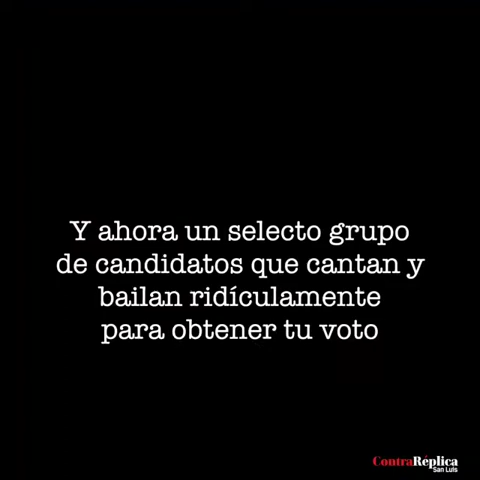 Y ahora un selecto grupo
de candidatos que cantan y
bailan ridículamente
para obtener tu voto
ContraRéplica
San Luis